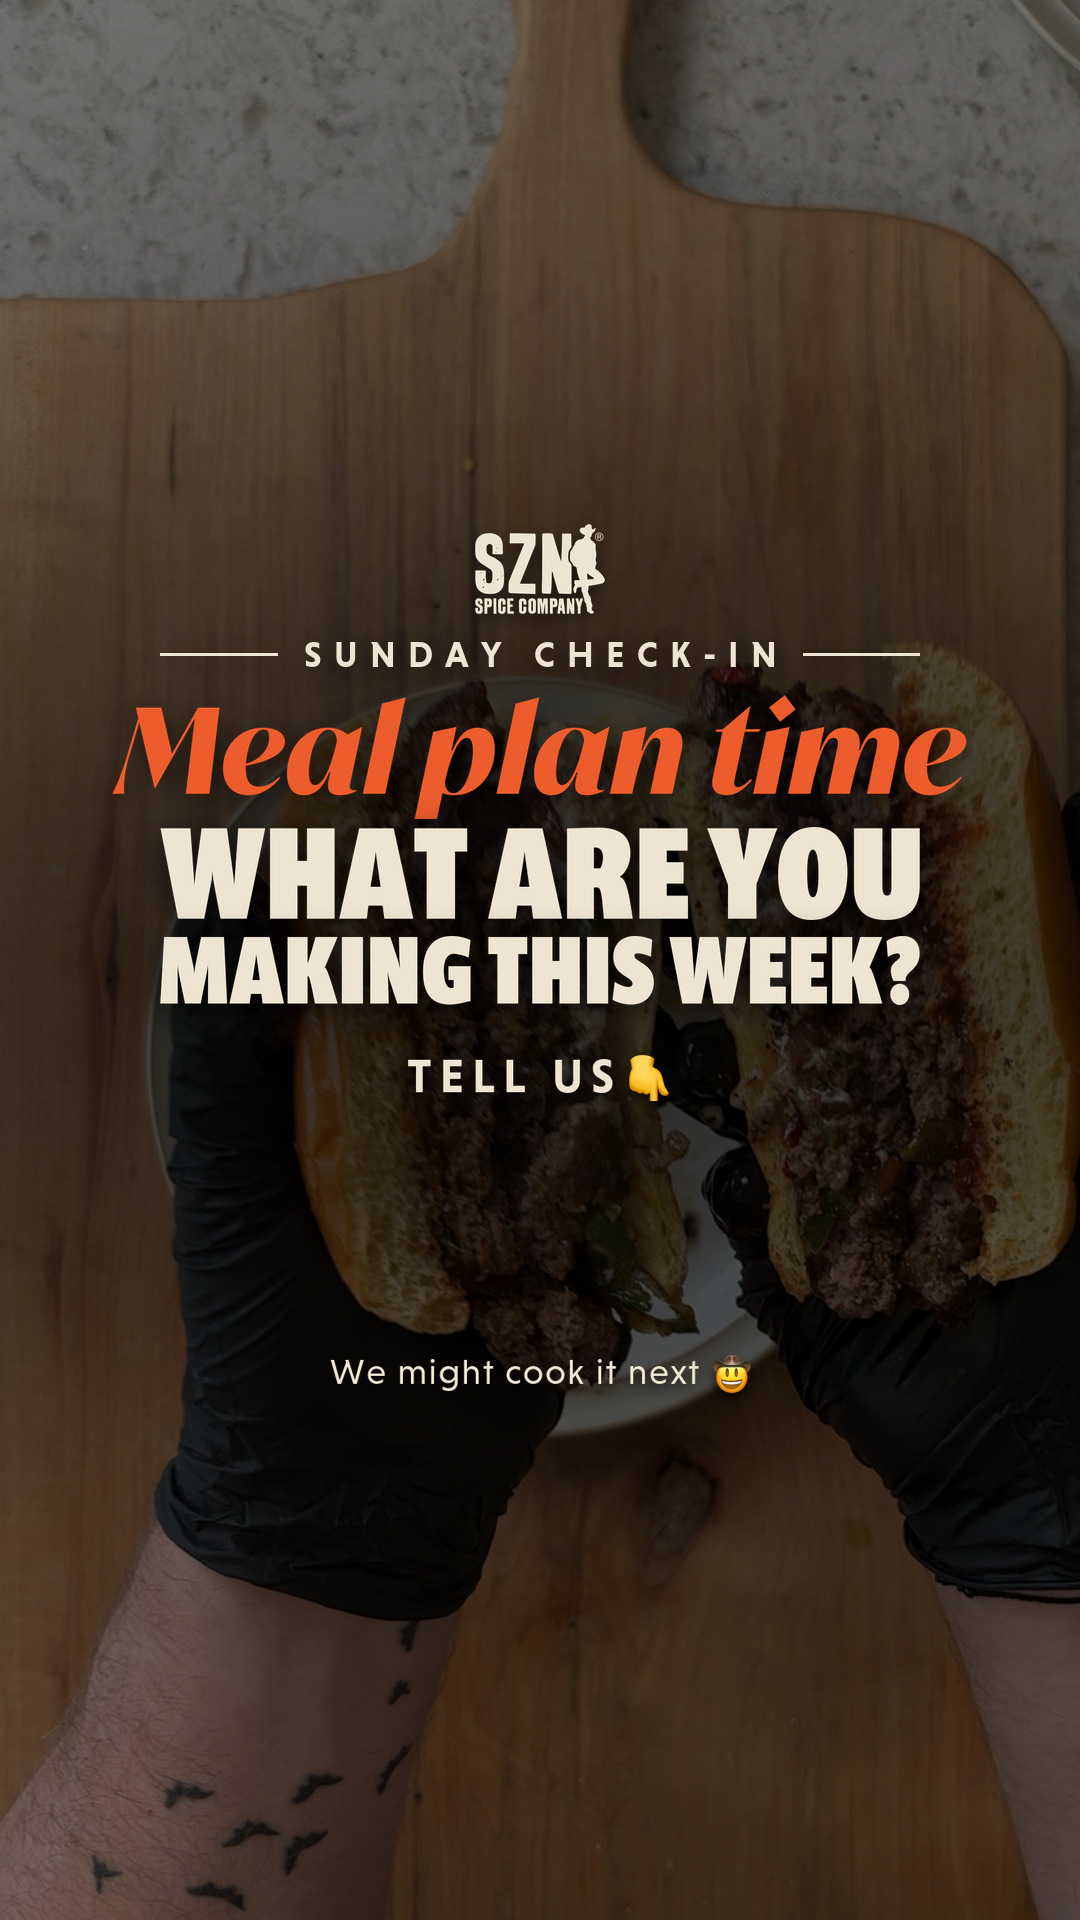 SZN®
SPICE COMPANY
SUNDAY CHECK-IN
Meal plan time
WHAT ARE YOU
MAKING THIS WEEK?
TELL US👇
We might cook it next 🤠